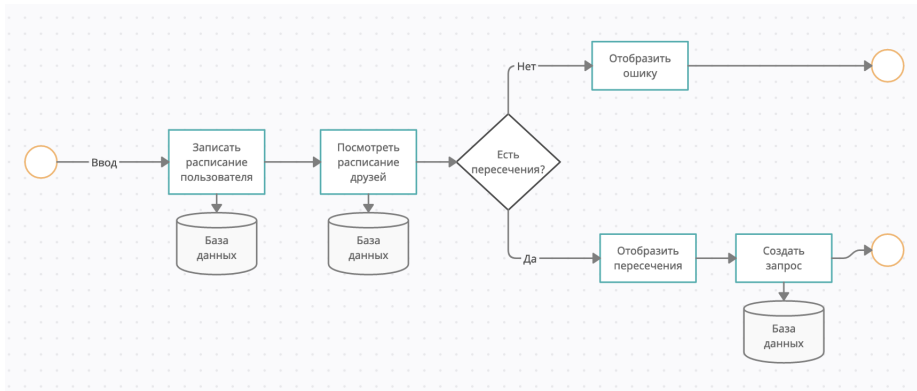 Ввод
Записать
расписание
пользователя
База
данных
Посмотреть
расписание
друзей
База
данных
Есть
пересечения?
Нет
Отобразить
ошику
Да
Отобразить
пересечения
Создать
запрос
База
данных